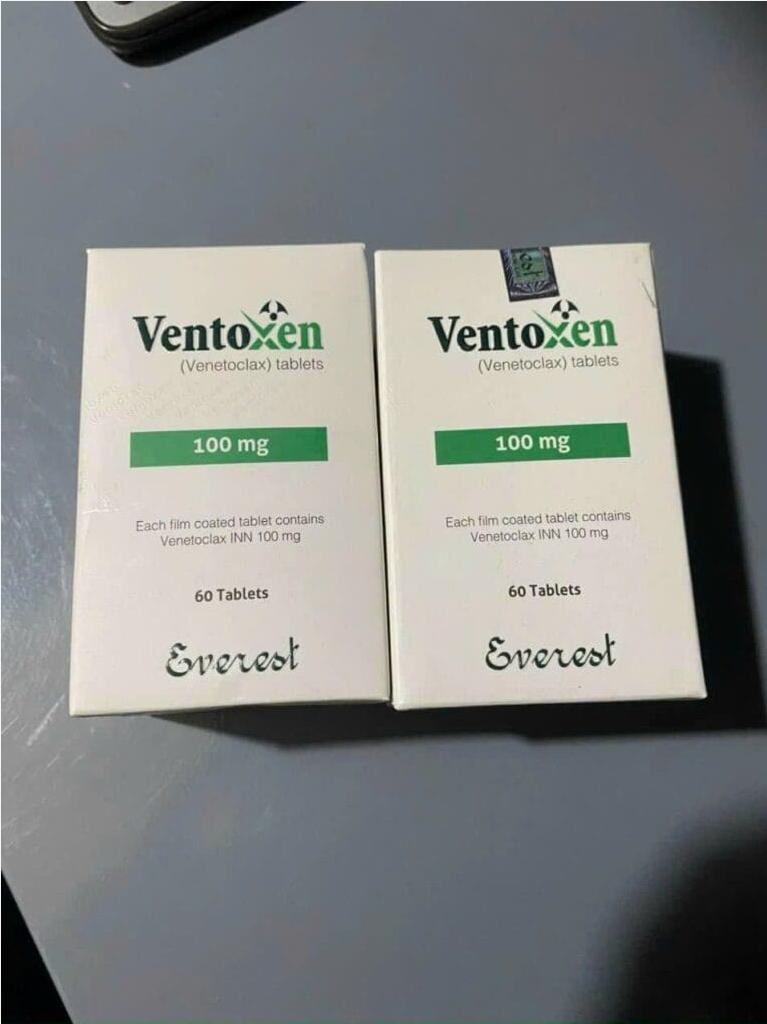 Ventoxen
(Venetoclax) tablets
100 mg
Each film coated tablet contains
Venetoclax INN 100 mg
60 Tablets
Everest
Ventoxen
(Venetoclax) tablets
100 mg
Each film coated tablet contains
Venetoclax INN 100 mg
60 Tablets
Everest